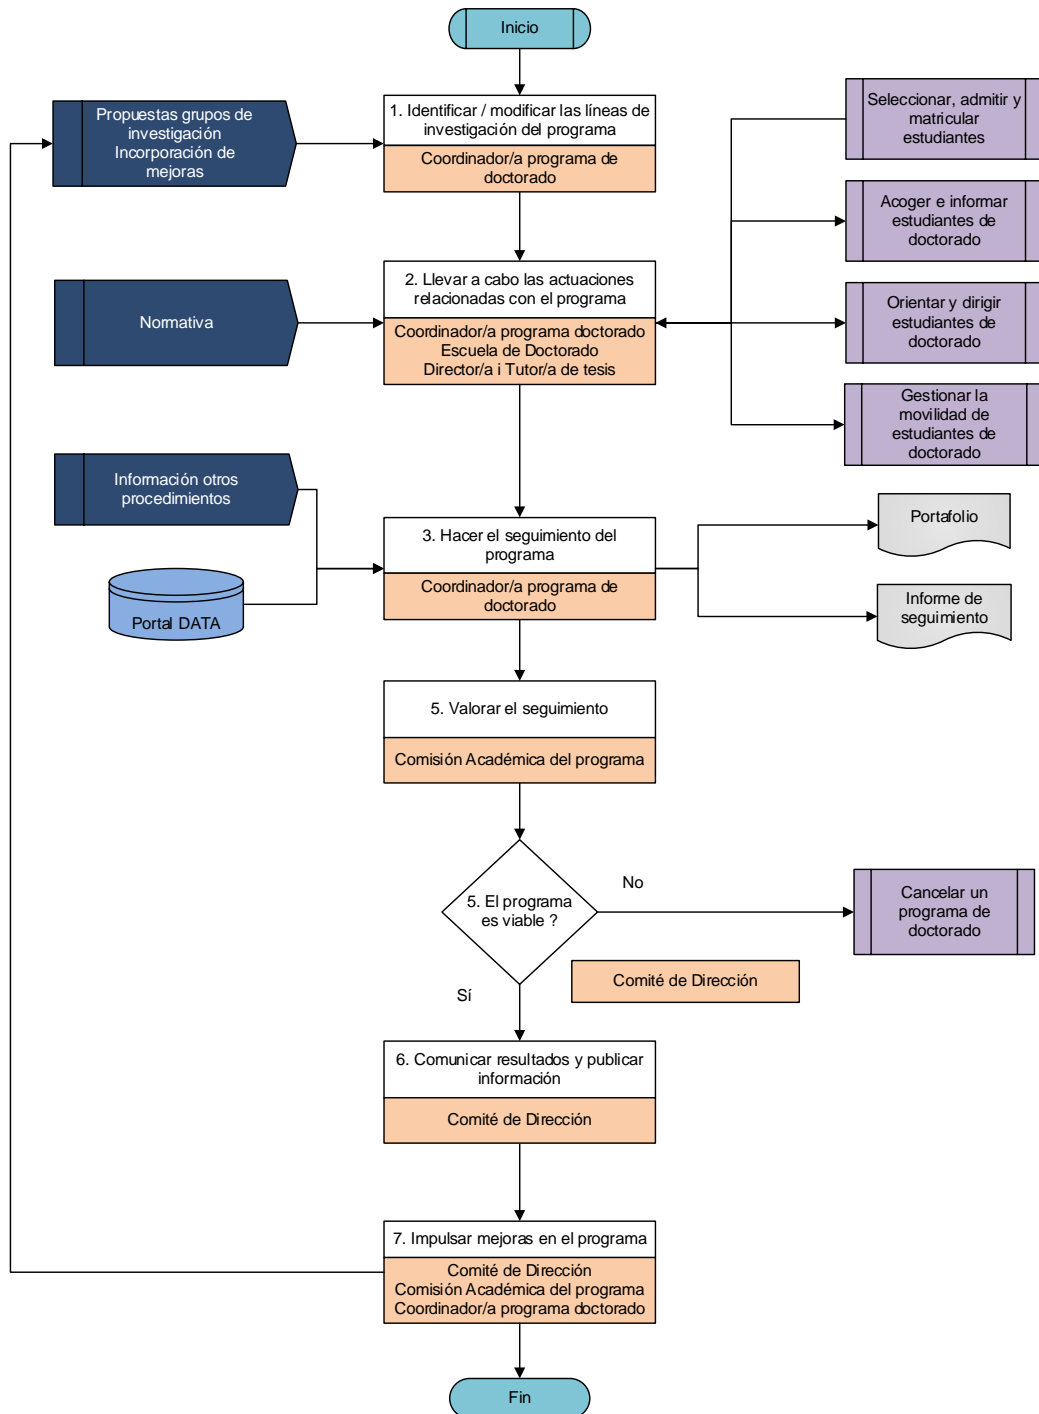 Inicio
Propuestas grupos de
investigación
Incorporación de
mejoras
1. Identificar / modificar las líneas de
investigación del programa
Coordinador/a programa de
doctorado
Seleccionar, admitir y
matricular
estudiantes
Acoger e informar
estudiantes de
doctorado
Normativa
2. Llevar a cabo las actuaciones
relacionadas con el programa
Coordinador/a programa doctorado
Escuela de Doctorado
Director/a i Tutor/a de tesis
Orientar y dirigir
estudiantes de
doctorado
Gestionar la
movilidad de
estudiantes de
doctorado
Información otros
procedimientos
Portal DATA
3. Hacer el seguimiento del
programa
Coordinador/a programa de
doctorado
Portafolio
Informe de
seguimiento
5. Valorar el seguimiento
Comisión Académica del programa
5. El programa
es viable ?
No
Cancelar un
programa de
doctorado
Comité de Dirección
Sí
6. Comunicar resultados y publicar
información
Comité de Dirección
7. Impulsar mejoras en el programa
Comité de Dirección
Comisión Académica del programa
Coordinador/a programa doctorado
Fin